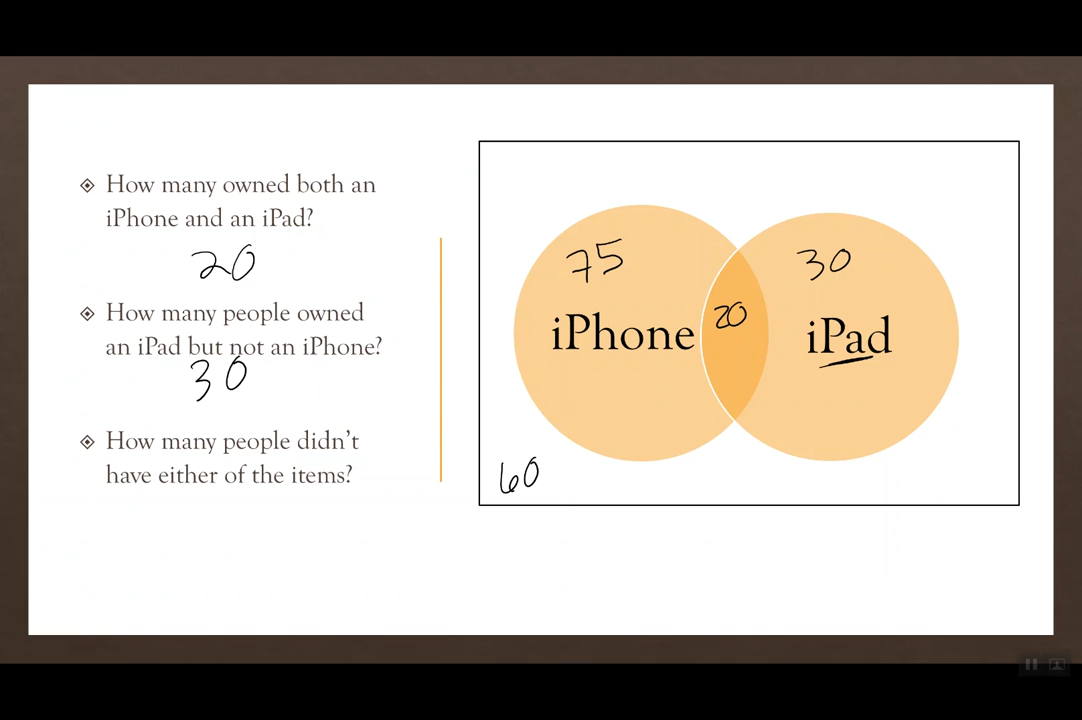 How many owned both an
iPhone and an iPad?
20
How many people owned
an iPad but not an iPhone?
30
How many people didn't
have either of the items?
75
30
20
iPhone
iPad
60